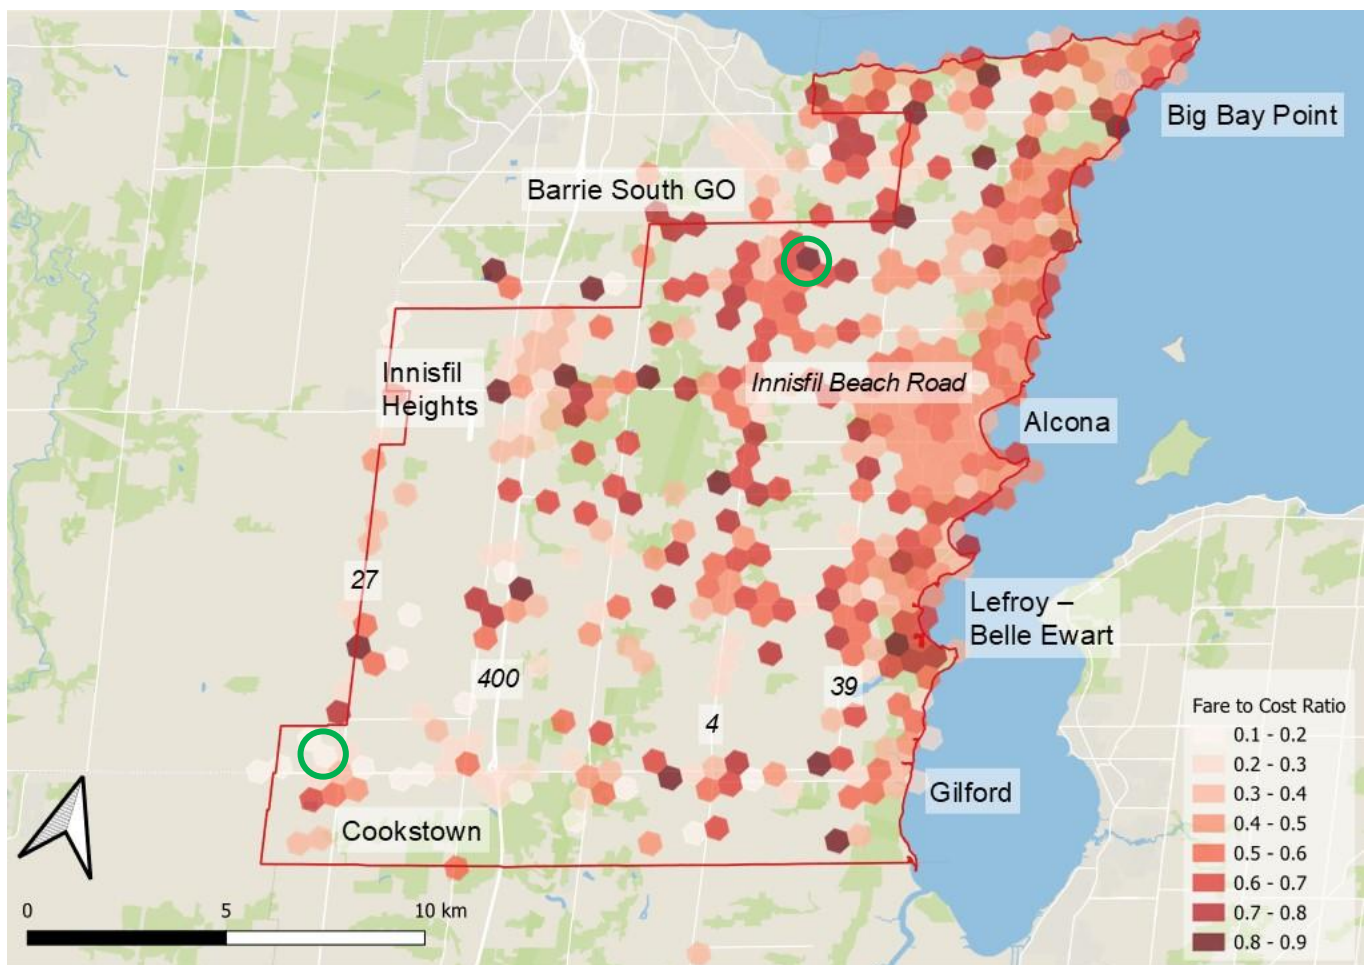 Big Bay Point
Barrie South GO
Innisfil
Heights
Innisfil Beach Road
Alcona
27
Lefroy –
Belle Ewart
400
39
4
Gilford
Cookstown
Fare to Cost Ratio
0.1 - 0.2
0.2 - 0.3
0.3 - 0.4
0.4 - 0.5
0.5 - 0.6
0.6 - 0.7
0.7 - 0.8
0.8 - 0.9
0 5 10 km